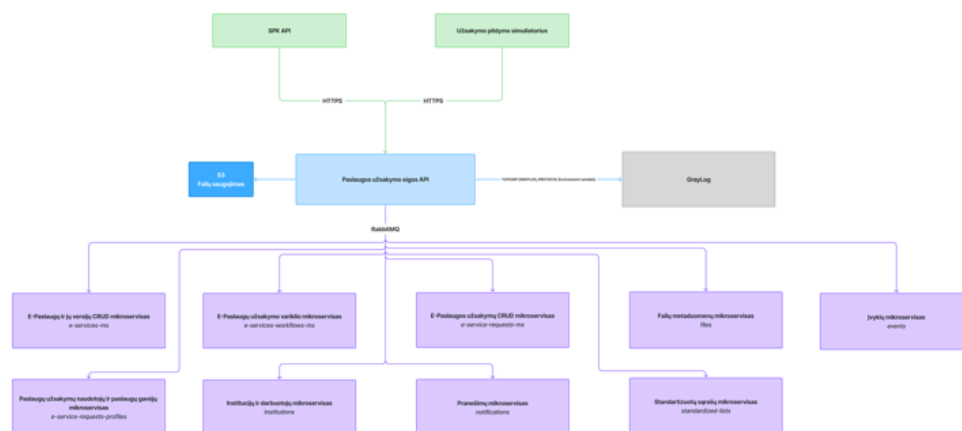 SPK API
Užsakymo pildymo simuliatorius
HTTPS
HTTPS
S3
Failų saugojimas
Paslaugos užsakymo eigos API
GrayLog
RabbitMQ
E-Paslaugų ir jų versijų CRUD mikroservisas
e-services-ms
E-Paslaugų užsakymo variklio mikroservisas
e-services-workflows-ms
E-Paslaugos užsakymų CRUD mikroservisas
e-service-requests-ms
Failų metaduomenų mikroservisas
files
Įvykių mikroservisas
events
Paslaugų užsakymų naudotojų ir paslaugų gavėjų
mikroservisas
e-service-requests-profiles
Institucijų ir darbuotojų mikroservisas
institutions
Pranešimų mikroservisas
notifications
Standartizuotų sąrašų mikroservisas
standardized-lists